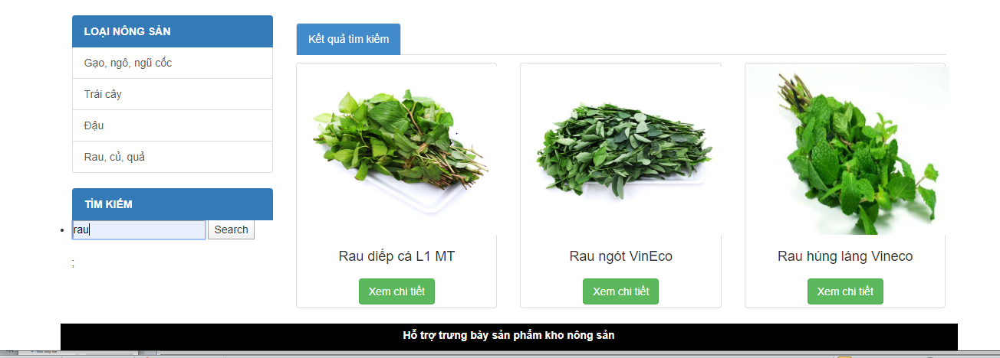 LOẠI NÔNG SẢN
Gạo, ngô, ngũ cốc
Trái cây
Đậu
Rau, củ, quả
TÌM KIẾM
rau Search
;
Kết quả tìm kiếm
Rau diếp cá L1 MT
Xem chi tiết
Rau ngót VinEco
Xem chi tiết
Rau húng láng Vineco
Xem chi tiết
Hỗ trợ trưng bày sản phẩm kho nông sản